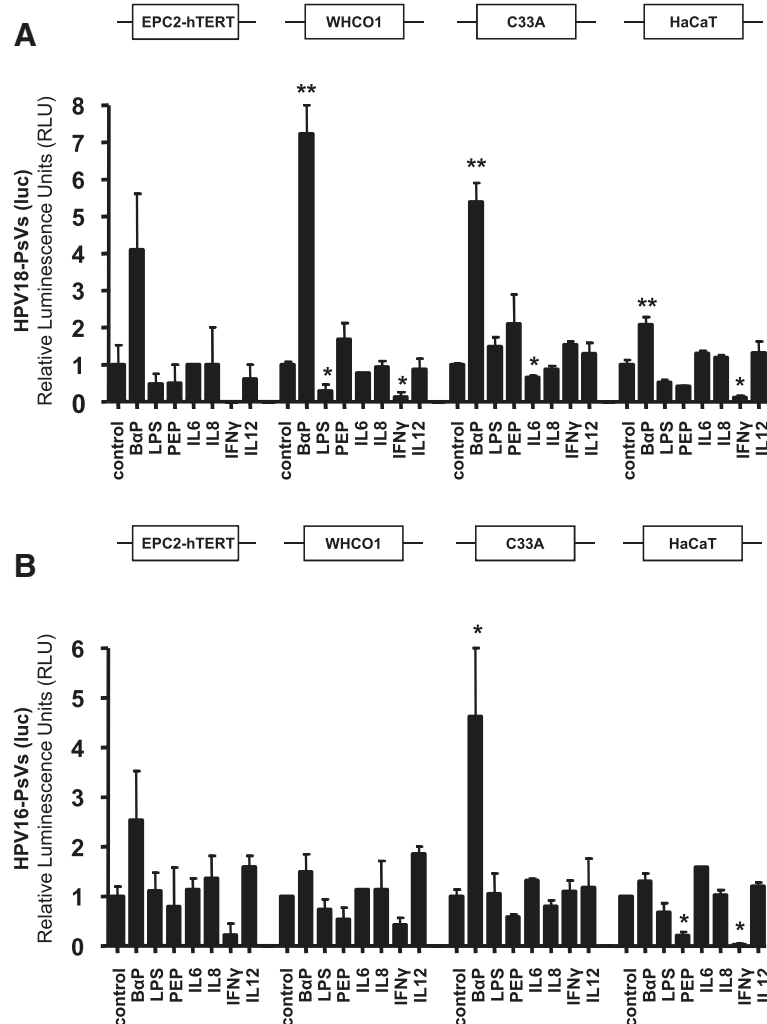 A
EPC2-hTERT WHCO1 C33A HaCaT
HPV18-PsVs (luc)
Relative Luminescence Units (RLU)
8
7
6
5
4
3
2
1
0
** ** ** * * * *
control BαP LPS PEP IL6 IL8 IFNγ IL12 control BαP LPS PEP IL6 IL8 IFNγ IL12 control BαP LPS PEP IL6 IL8 IFNγ IL12 control BαP LPS PEP IL6 IL8 IFNγ IL12
B
EPC2-hTERT WHCO1 C33A HaCaT
HPV16-PsVs (luc)
Relative Luminescence Units (RLU)
6
5
4
3
2
1
0
* * *
control BαP LPS PEP IL6 IL8 IFNγ IL12 control BαP LPS PEP IL6 IL8 IFNγ IL12 control BαP LPS PEP IL6 IL8 IFNγ IL12 control BαP LPS PEP IL6 IL8 IFNγ IL12